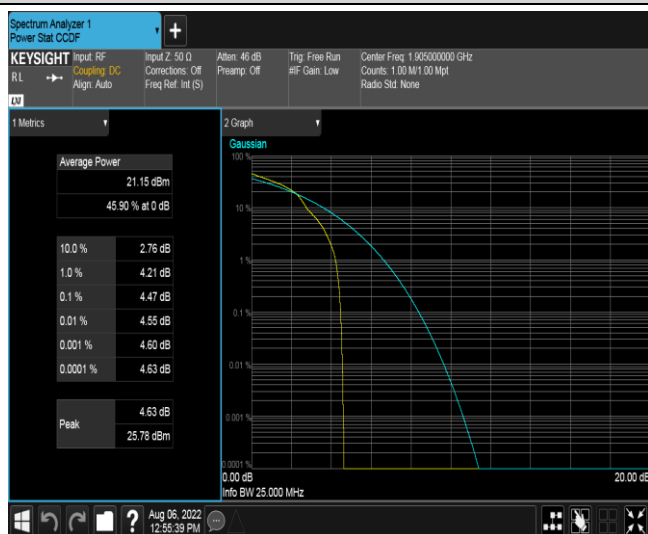 Spectrum Analyzer 1
Power Stat CCDF
+
KEYSIGHT
RL
LXI
Input: RF
Coupling: DC
Align: Auto
Input Z: 50 Ω
Corrections: Off
Freq Ref: Int (S)
Atten: 46 dB
Preamp: Off
Trig: Free Run
#IF Gain: Low
Center Freq: 1.905000000 GHz
Counts: 1.00 M/1.00 Mpt
Radio Std: None
1 Metrics
Average Power
21.15 dBm
45.90 % at 0 dB
10.0 % 2.76 dB
1.0 % 4.21 dB
0.1 % 4.47 dB
0.01 % 4.55 dB
0.001 % 4.60 dB
0.0001 % 4.63 dB
Peak
4.63 dB
25.78 dBm
2 Graph
Gaussian
100 %
10 %
1 %
0.1 %
0.01 %
0.001 %
0.0001 %
0.00 dB 20.00 dB
Info BW 25.000 MHz
?
Aug 06, 2022
12:55:39 PM